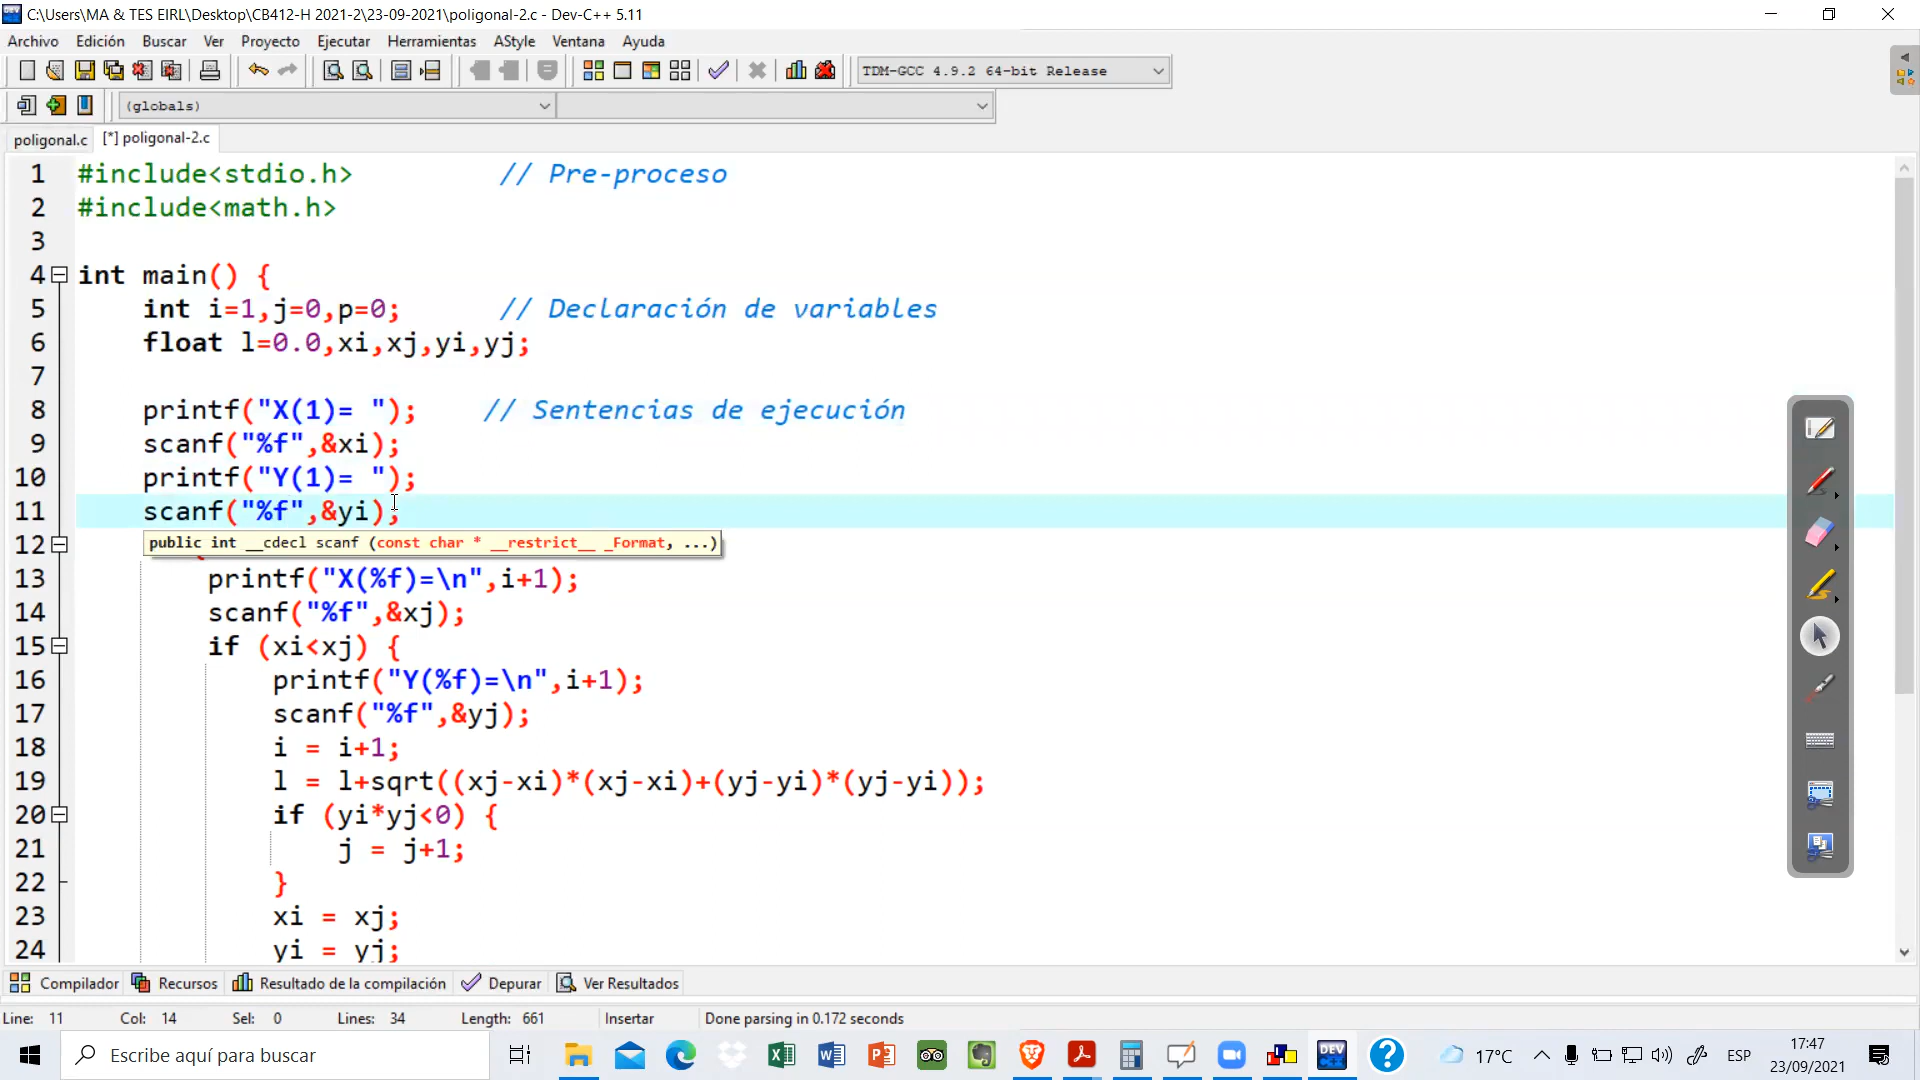 C:\Users\MA & TES EIRL\Desktop\CB412-H 2021-2\23-09-2021\poligonal-2.c - Dev-C++ 5.11
Archivo Edición Buscar Ver Proyecto Ejecutar Herramientas AStyle Ventana Ayuda
TDM-GCC 4.9.2 64-bit Release
(globals)
poligonal.c [*] poligonal-2.c
1 #include<stdio.h> // Pre-proceso
2 #include<math.h>
3
4 int main() {
5 int i=1,j=0,p=0; // Declaración de variables
6 float l=0.0,xi,xj,yi,yj;
7
8 printf("X(1)= "); // Sentencias de ejecución
9 scanf("%f",&xi);
10 printf("Y(1)= ");
11 scanf("%f",&yi);
12
public int __cdecl scanf (const char * __restrict__ _Format, ...)
13 printf("X(%f)=\n",i+1);
14 scanf("%f",&xj);
15 if (xi<xj) {
16 printf("Y(%f)=\n",i+1);
17 scanf("%f",&yj);
18 i = i+1;
19 l = l+sqrt((xj-xi)*(xj-xi)+(yj-yi)*(yj-yi));
20 if (yi*yj<0) {
21 j = j+1;
22 }
23 xi = xj;
24 yi = yj;
Compilador Recursos Resultado de la compilación Depurar Ver Resultados
Line: 11 Col: 14 Sel: 0 Lines: 34 Length: 661 Insertar Done parsing in 0.172 seconds
Escribe aquí para buscar
DEV C++
17°C
ESP
17:47
23/09/2021